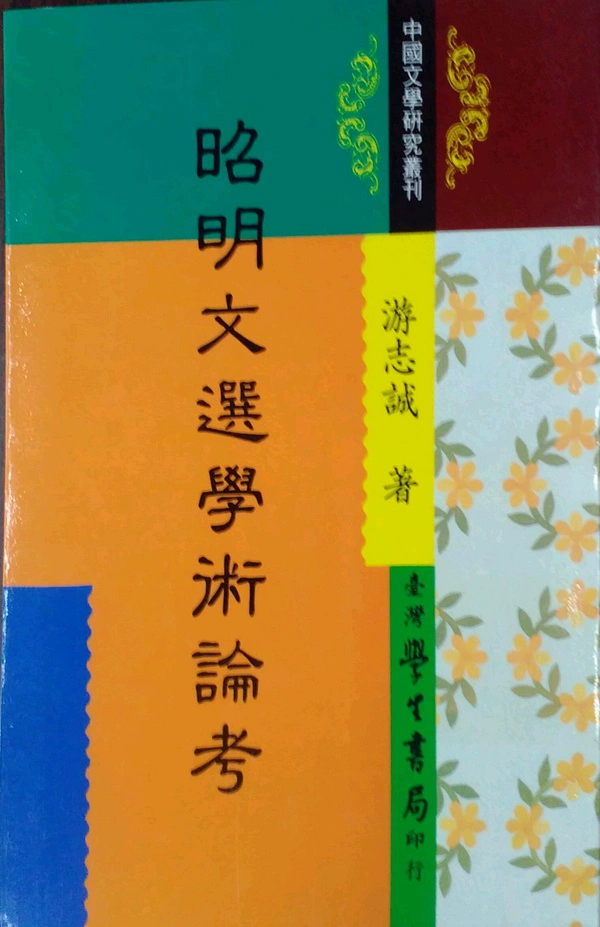 中國文學研究叢刊
昭明文選學術論考
游志誠 著
臺灣學生書局印行